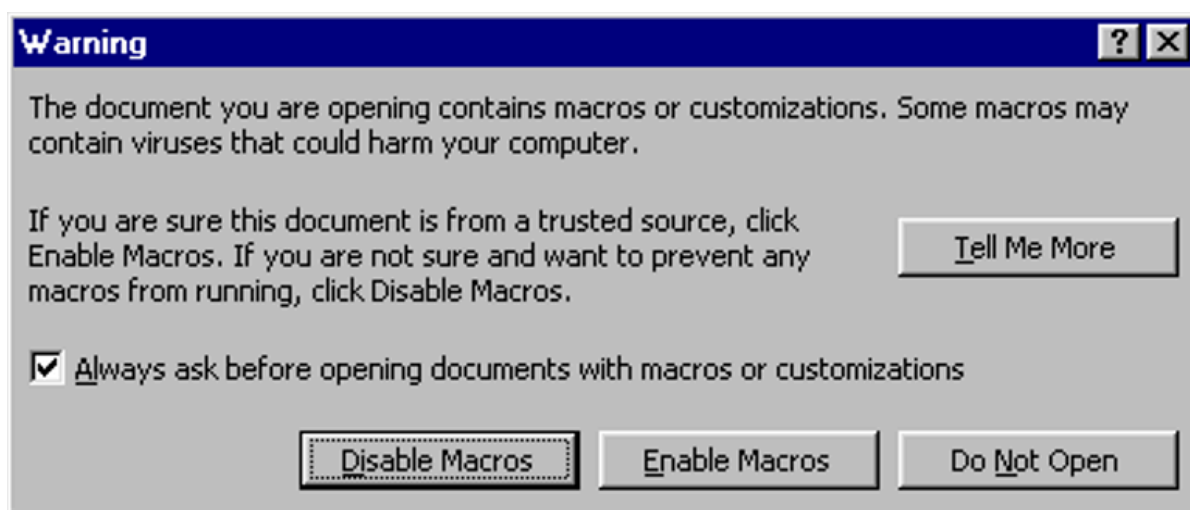 Warning
The document you are opening contains macros or customizations. Some macros may
contain viruses that could harm your computer.
If you are sure this document is from a trusted source, click
Enable Macros. If you are not sure and want to prevent any
macros from running, click Disable Macros.
Tell Me More
Always ask before opening documents with macros or customizations
Disable Macros
Enable Macros
Do Not Open